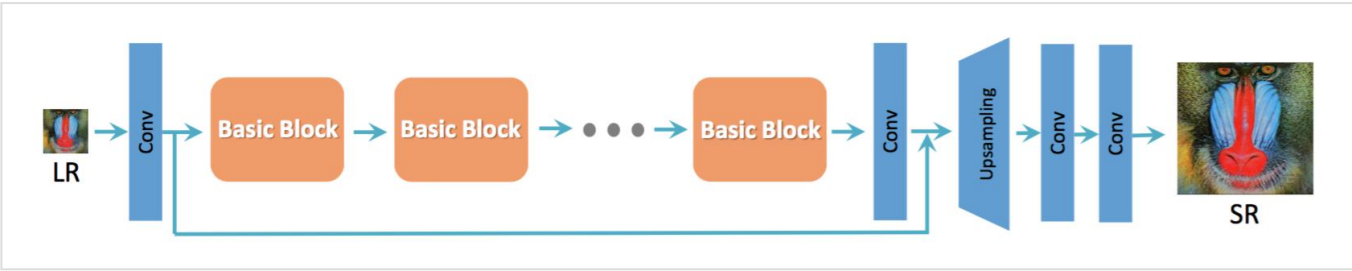 LR
Conv
Basic Block
Basic Block
Basic Block
Conv
Upsampling
Conv
Conv
SR